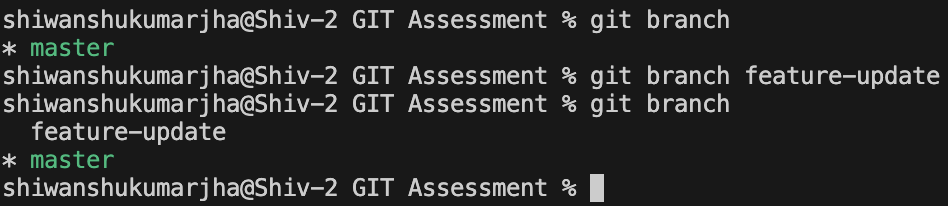 shiwanshukumarjha@Shiv-2 GIT Assessment % git branch
* master
shiwanshukumarjha@Shiv-2 GIT Assessment % git branch feature-update
shiwanshukumarjha@Shiv-2 GIT Assessment % git branch
  feature-update
* master
shiwanshukumarjha@Shiv-2 GIT Assessment %